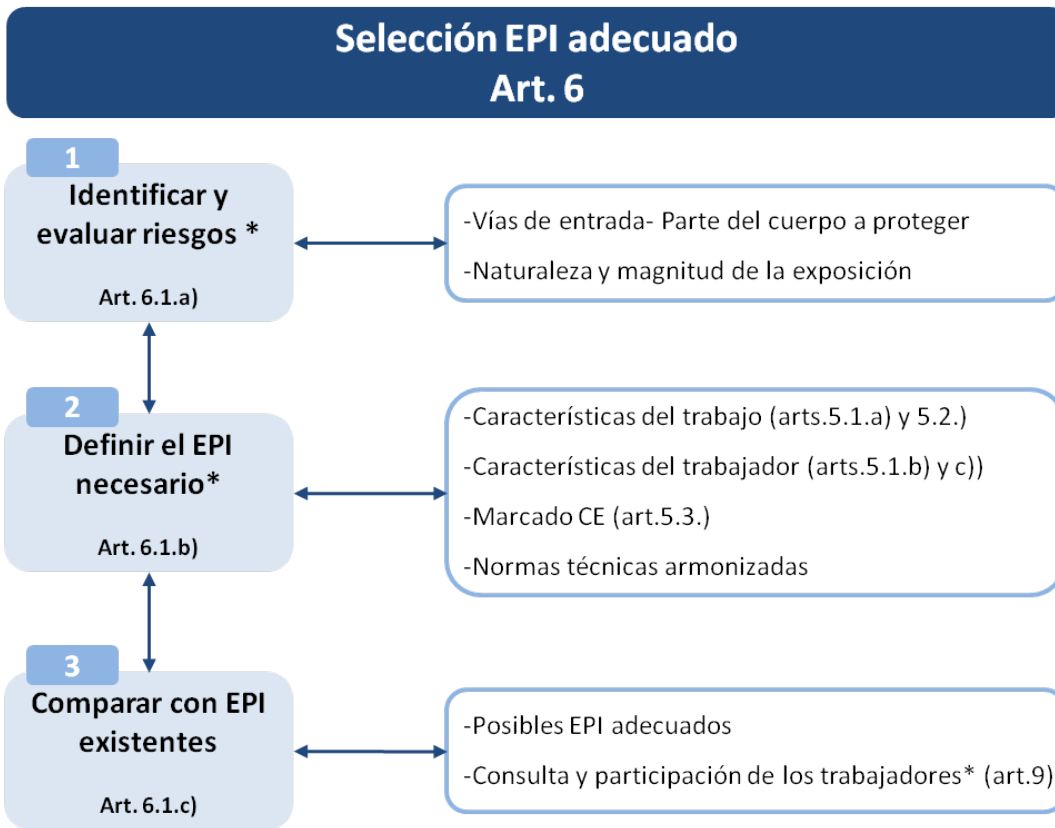 Selección EPI adecuado
Art. 6
1
Identificar y
evaluar riesgos *
Art. 6.1.a)
-Vías de entrada- Parte del cuerpo a proteger
-Naturaleza y magnitud de la exposición
2
Definir el EPI
necesario*
Art. 6.1.b)
-Características del trabajo (arts.5.1.a) y 5.2.)
-Características del trabajador (arts.5.1.b) y c))
-Marcado CE (art.5.3.)
-Normas técnicas armonizadas
3
Comparar con EPI
existentes
Art. 6.1.c)
-Posibles EPI adecuados
-Consulta y participación de los trabajadores* (art.9)